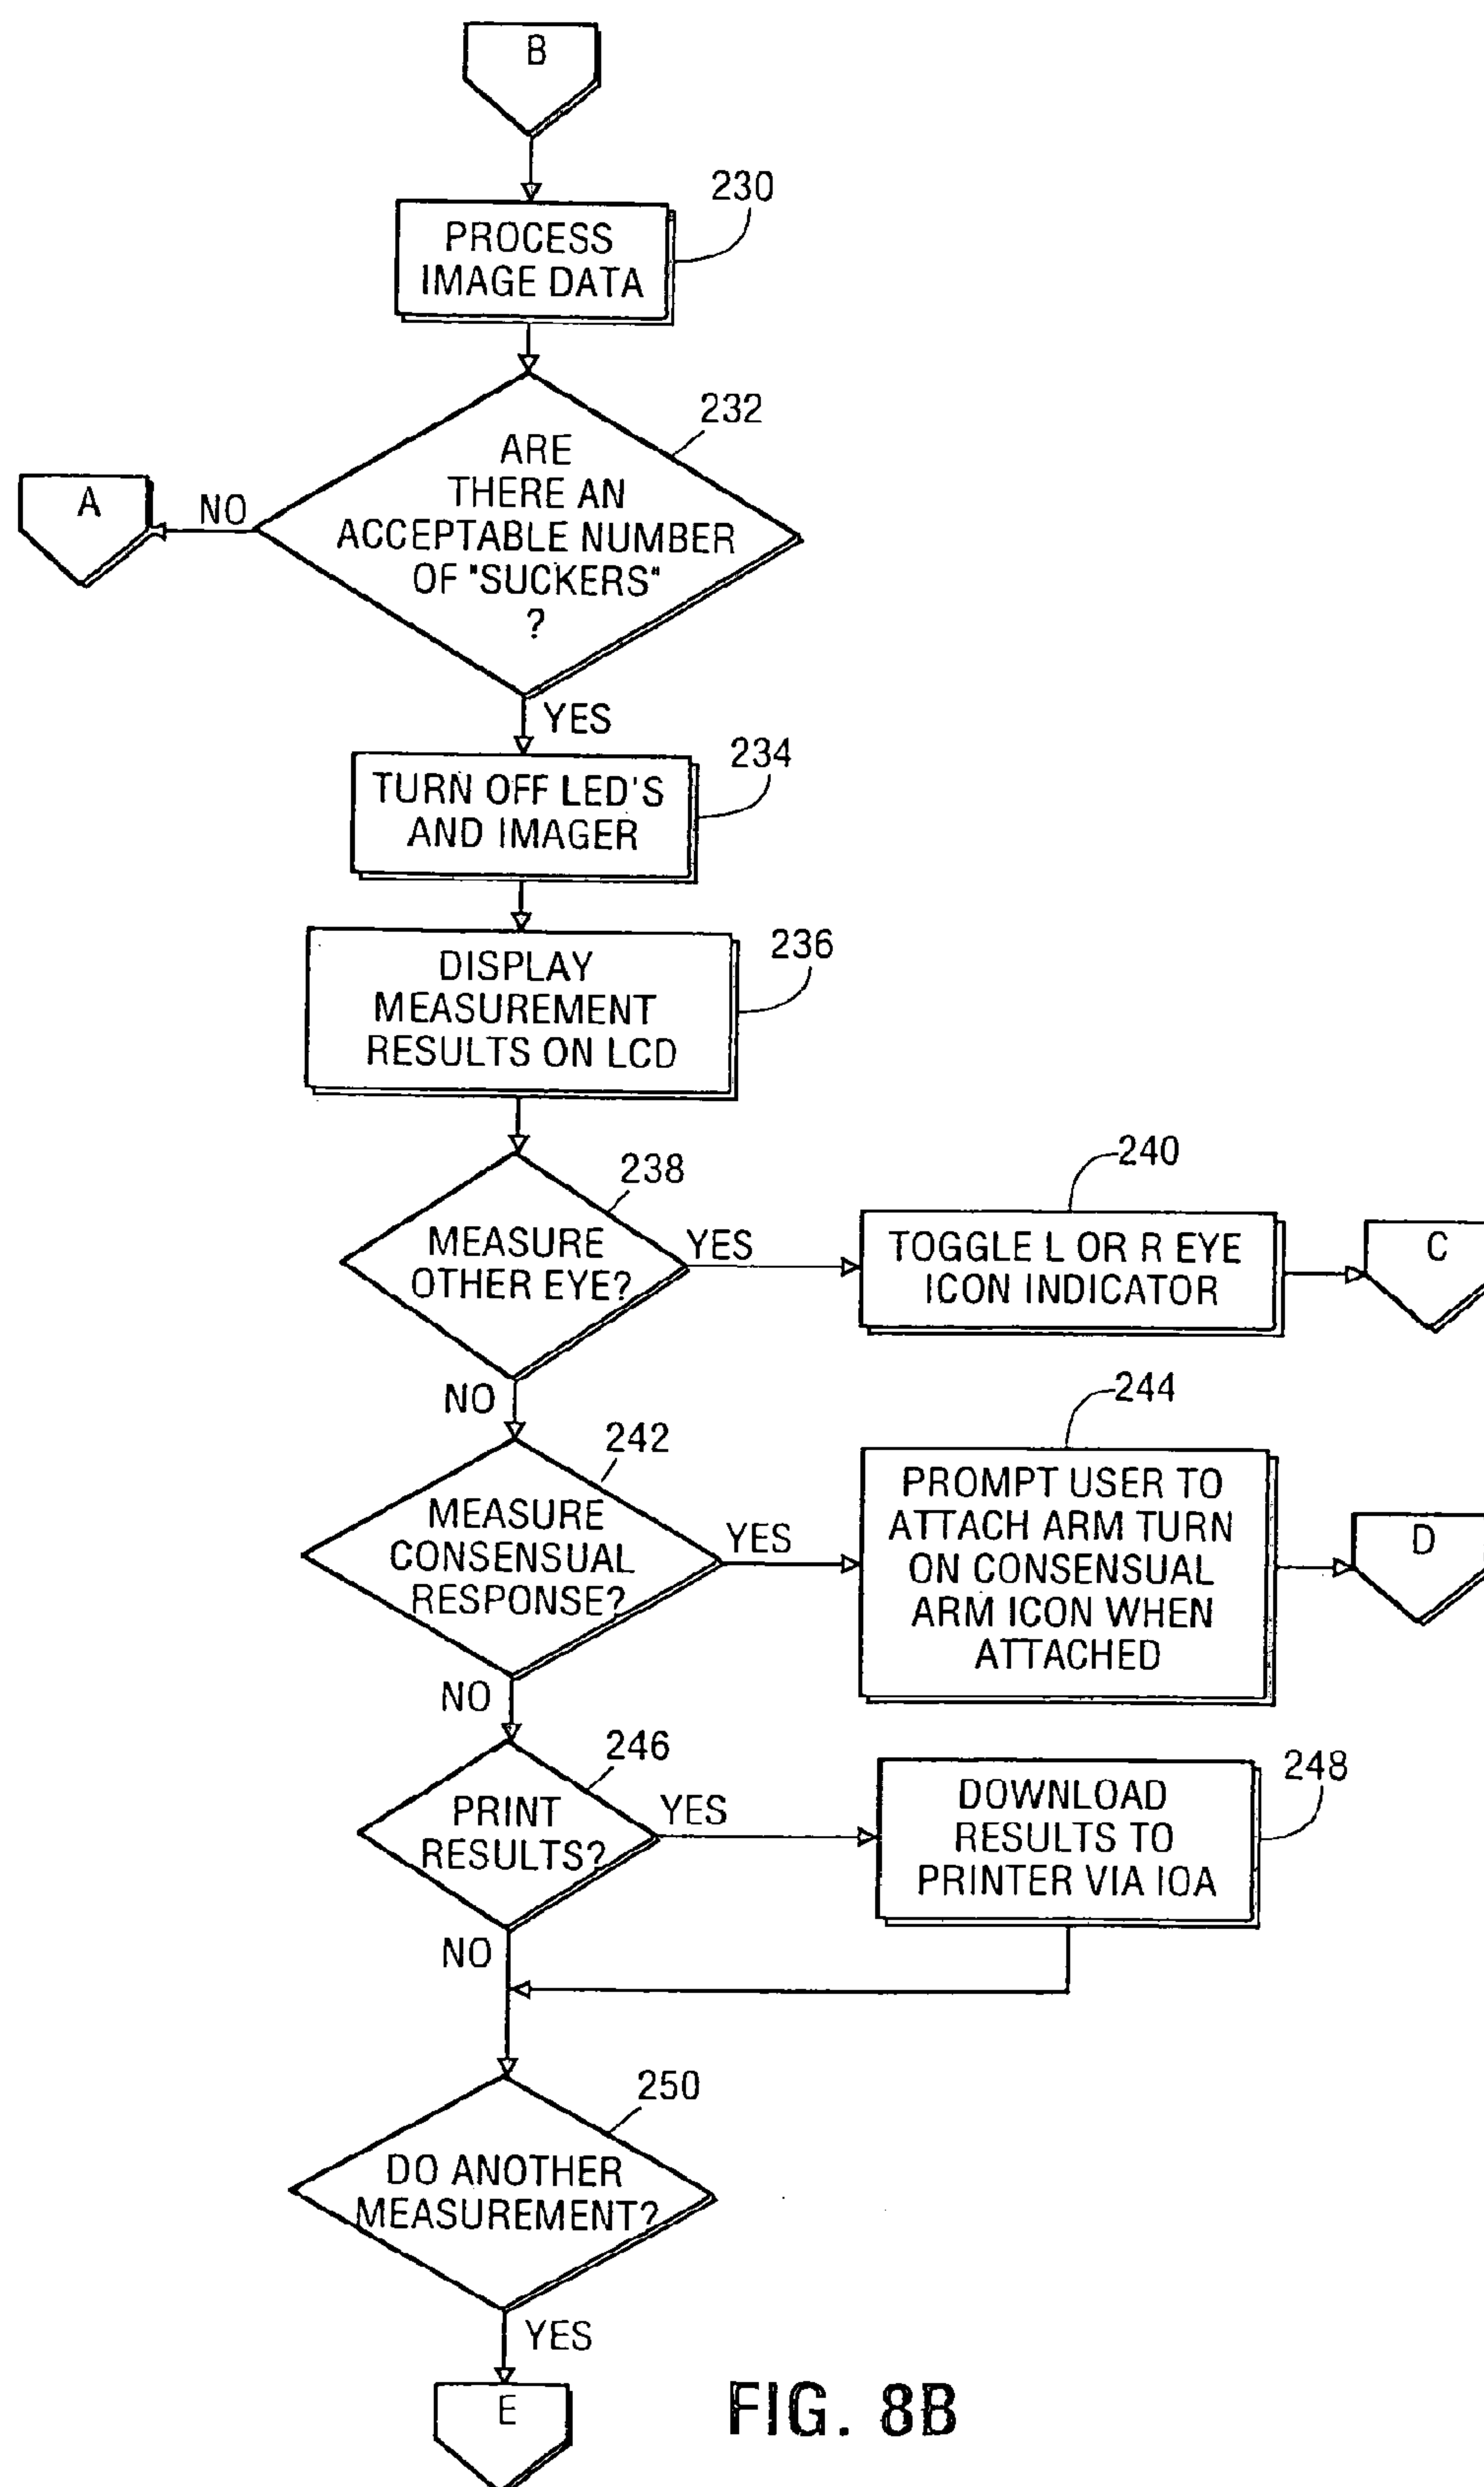 B
230
PROCESS
IMAGE DATA
232
ARE
THERE AN
ACCEPTABLE NUMBER
OF "SUCKERS"
?
A
NO
YES
234
TURN OFF LED'S
AND IMAGER
236
DISPLAY
MEASUREMENT
RESULTS ON LCD
238
MEASURE
OTHER EYE?
YES
240
TOGGLE L OR R EYE
ICON INDICATOR
C
NO
242
MEASURE
CONSENSUAL
RESPONSE?
YES
244
PROMPT USER TO
ATTACH ARM TURN
ON CONSENSUAL
ARM ICON WHEN
ATTACHED
D
NO
246
PRINT
RESULTS?
YES
248
DOWNLOAD
RESULTS TO
PRINTER VIA IOA
NO
250
DO ANOTHER
MEASUREMENT?
YES
E
FIG. 8B